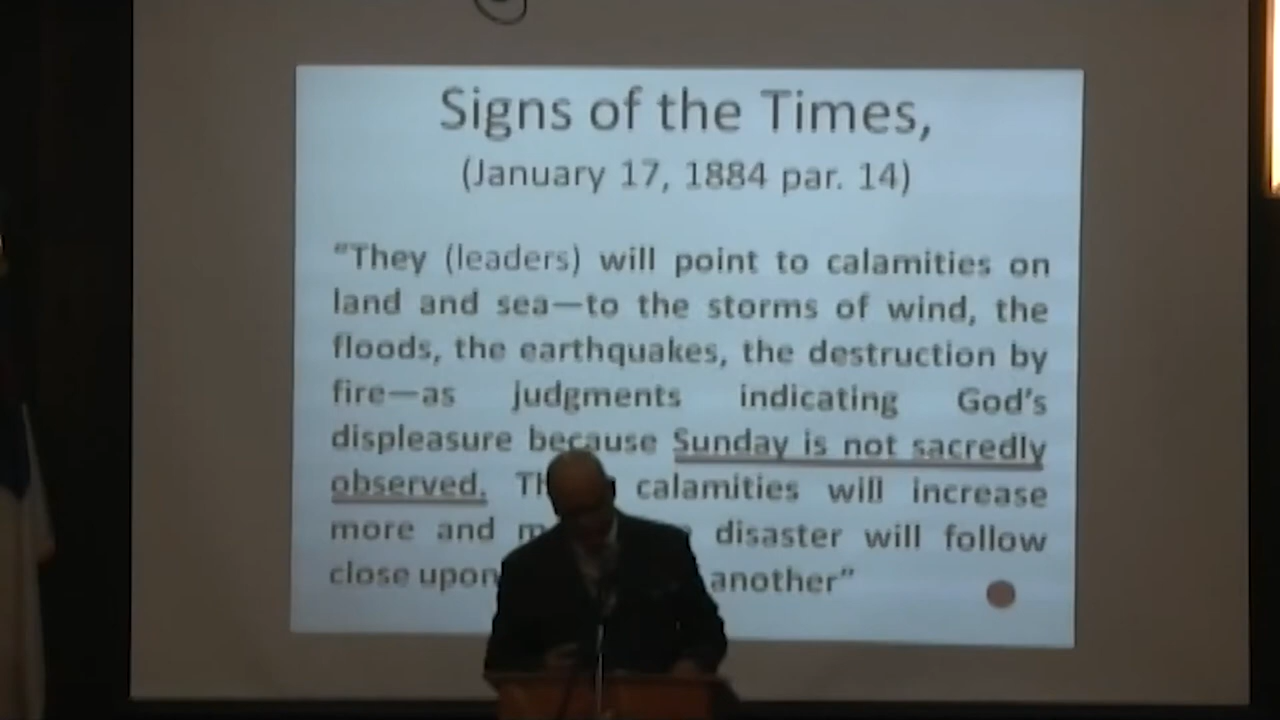 Signs of the Times,
(January 17, 1884 par. 14)
“They (leaders) will point to calamities on
land and sea—to the storms of wind, the
floods, the earthquakes, the destruction by
fire—as judgments indicating God’s
displeasure because Sunday is not sacredly
observed. calamities will increase
more and disaster will follow
close upon another”